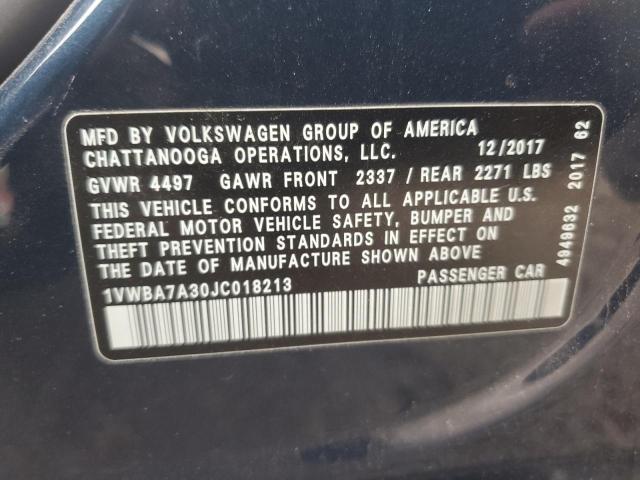 MFD BY VOLKSWAGEN GROUP OF AMERICA
CHATTANOOGA OPERATIONS, LLC. 12/2017
GVWR 4497 GAWR FRONT 2337 / REAR 2271 LBS
THIS VEHICLE CONFORMS TO ALL APPLICABLE U.S.
FEDERAL MOTOR VEHICLE SAFETY, BUMPER AND
THEFT PREVENTION STANDARDS IN EFFECT ON
THE DATE OF MANUFACTURE SHOWN ABOVE
1VWBA7A30JC018213 PASSENGER CAR
4949632 2017 62